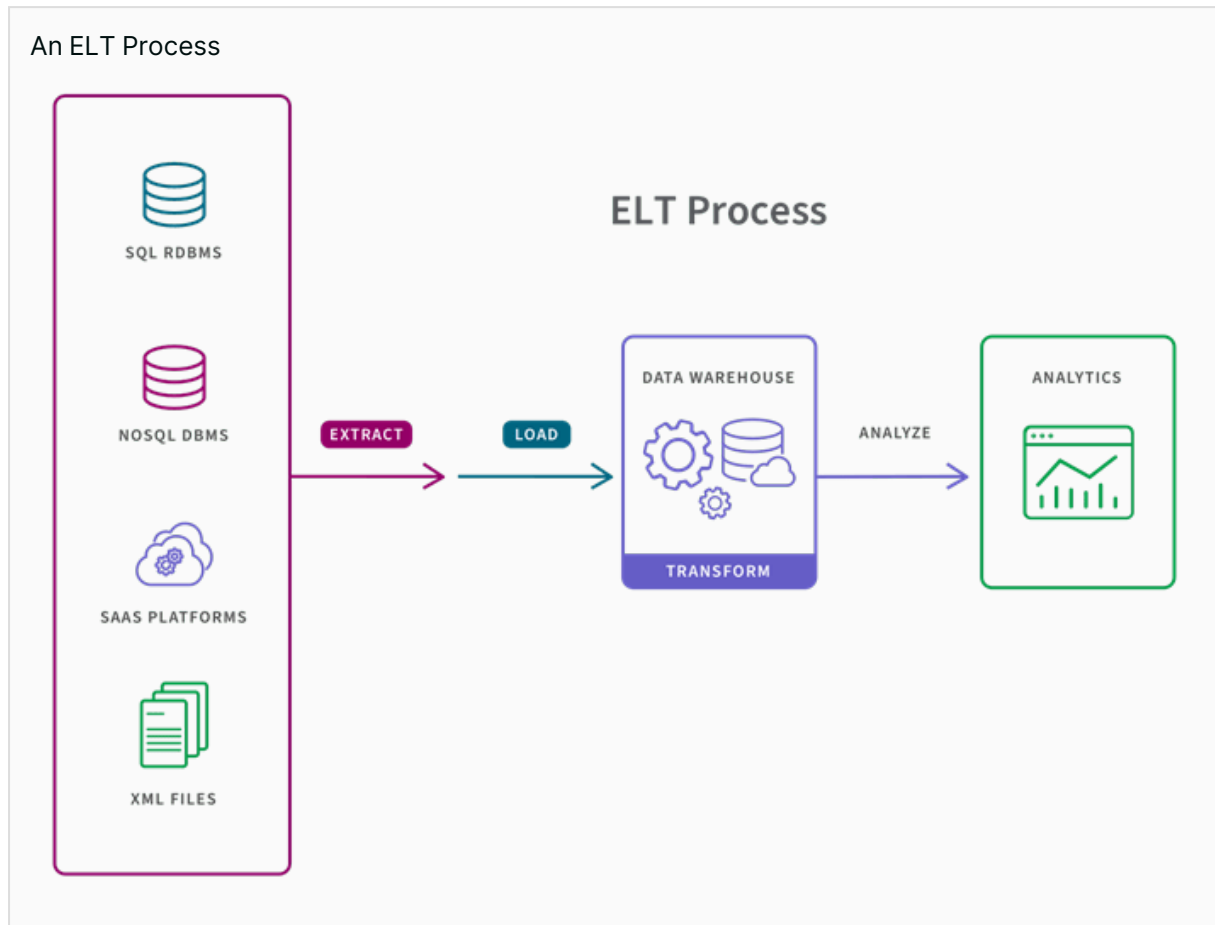 An ELT Process
SQL RDBMS
NOSQL DBMS
SAAS PLATFORMS
XML FILES
EXTRACT
LOAD
ELT Process
DATA WAREHOUSE
TRANSFORM
ANALYZE
ANALYTICS